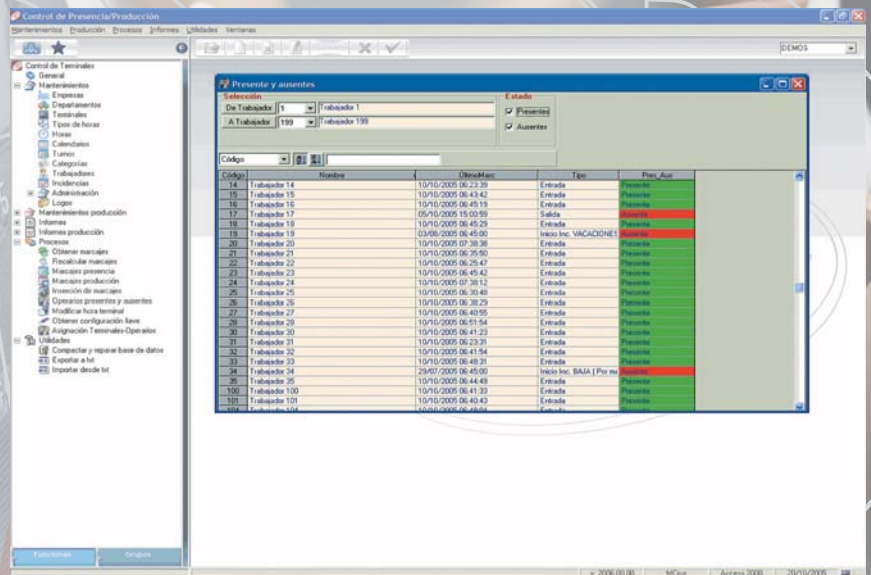 Control de Presencia/Producción
Mantenimientos Producción Procesos Informes Utilidades Ventanas
DEMOS
Control de Terminales
General
Mantenimientos
Empresas
Departamentos
Terminales
Tipos de horas
Horas
Calendarios
Turnos
Categorías
Trabajadores
Incidencias
Administración
Logos
Mantenimientos producción
Informes
Informes producción
Procesos
Obtener marcajes
Recalcular marcajes
Marcajes presencia
Marcajes producción
Inserción de marcajes
Operarios presentes y ausentes
Modificar hora terminal
Obtener configuración llave
Asignación Terminales-Operarios
Utilidades
Compactar y reparar base de datos
Exportar a txt
Importar desde txt
Funciones Grupos
Presente y ausentes
Selección Estado
De Trabajador 1 Trabajador 1 Presentes
A Trabajador 199 Trabajador 199 Ausentes
Código
Código Nombre ÚltimoMarc Tipo Pres_Aus
14 Trabajador 14 10/10/2005 06:23:39 Entrada Presente
15 Trabajador 15 10/10/2005 06:43:42 Entrada Presente
16 Trabajador 16 10/10/2005 06:45:19 Entrada Presente
17 Trabajador 17 05/10/2005 15:00:59 Salida Ausente
18 Trabajador 18 10/10/2005 06:45:29 Entrada Presente
19 Trabajador 19 03/08/2005 06:45:00 Inicio Inc. VACACIONES Ausente
20 Trabajador 20 10/10/2005 07:38:38 Entrada Presente
21 Trabajador 21 10/10/2005 06:35:50 Entrada Presente
22 Trabajador 22 10/10/2005 06:25:47 Entrada Presente
23 Trabajador 23 10/10/2005 06:45:42 Entrada Presente
24 Trabajador 24 10/10/2005 07:38:12 Entrada Presente
25 Trabajador 25 10/10/2005 06:30:40 Entrada Presente
26 Trabajador 26 10/10/2005 06:38:29 Entrada Presente
27 Trabajador 27 10/10/2005 06:40:55 Entrada Presente
28 Trabajador 28 10/10/2005 06:51:54 Entrada Presente
30 Trabajador 30 10/10/2005 06:41:23 Entrada Presente
31 Trabajador 31 10/10/2005 06:23:31 Entrada Presente
32 Trabajador 32 10/10/2005 06:41:54 Entrada Presente
33 Trabajador 33 10/10/2005 06:48:31 Entrada Presente
34 Trabajador 34 29/07/2005 06:45:00 Inicio Inc. BAJA ( Por ma Ausente
35 Trabajador 35 10/10/2005 06:44:49 Entrada Presente
100 Trabajador 100 10/10/2005 06:41:33 Entrada Presente
101 Trabajador 101 10/10/2005 06:40:43 Entrada Presente
104 Trabajador 104 10/10/2005 06:48:01 Entrada Presente
v. 2006.00.00 Access 2000 20/10/2005